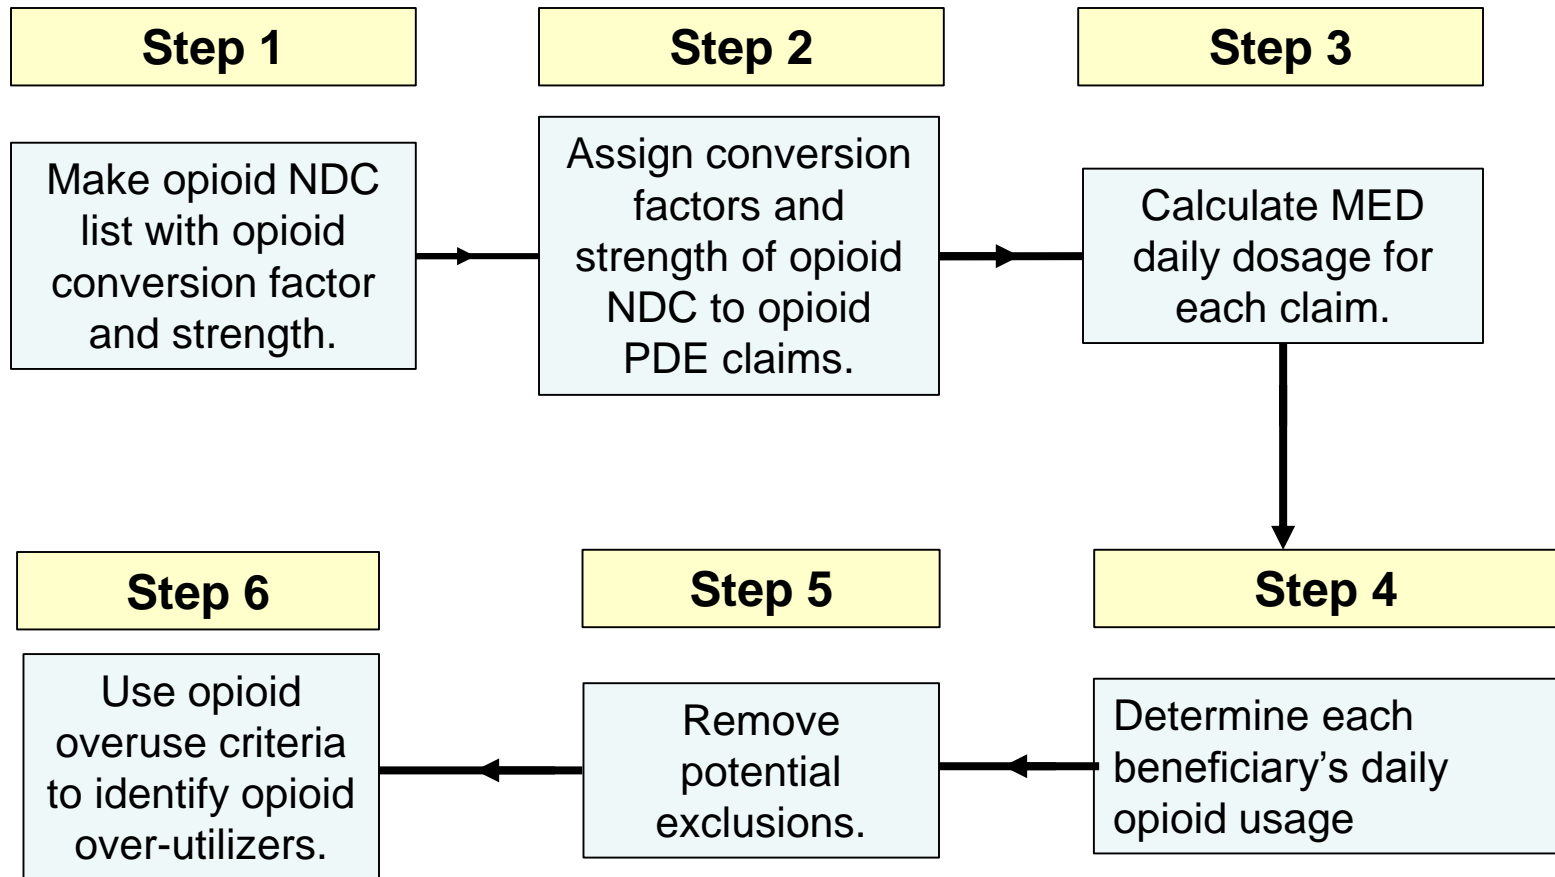 Step 1
Make opioid NDC
list with opioid
conversion factor
and strength.
Step 2
Assign conversion
factors and
strength of opioid
NDC to opioid
PDE claims.
Step 3
Calculate MED
daily dosage for
each claim.
Step 4
Determine each
beneficiary’s daily
opioid usage
Step 5
Remove
potential
exclusions.
Step 6
Use opioid
overuse criteria
to identify opioid
over-utilizers.